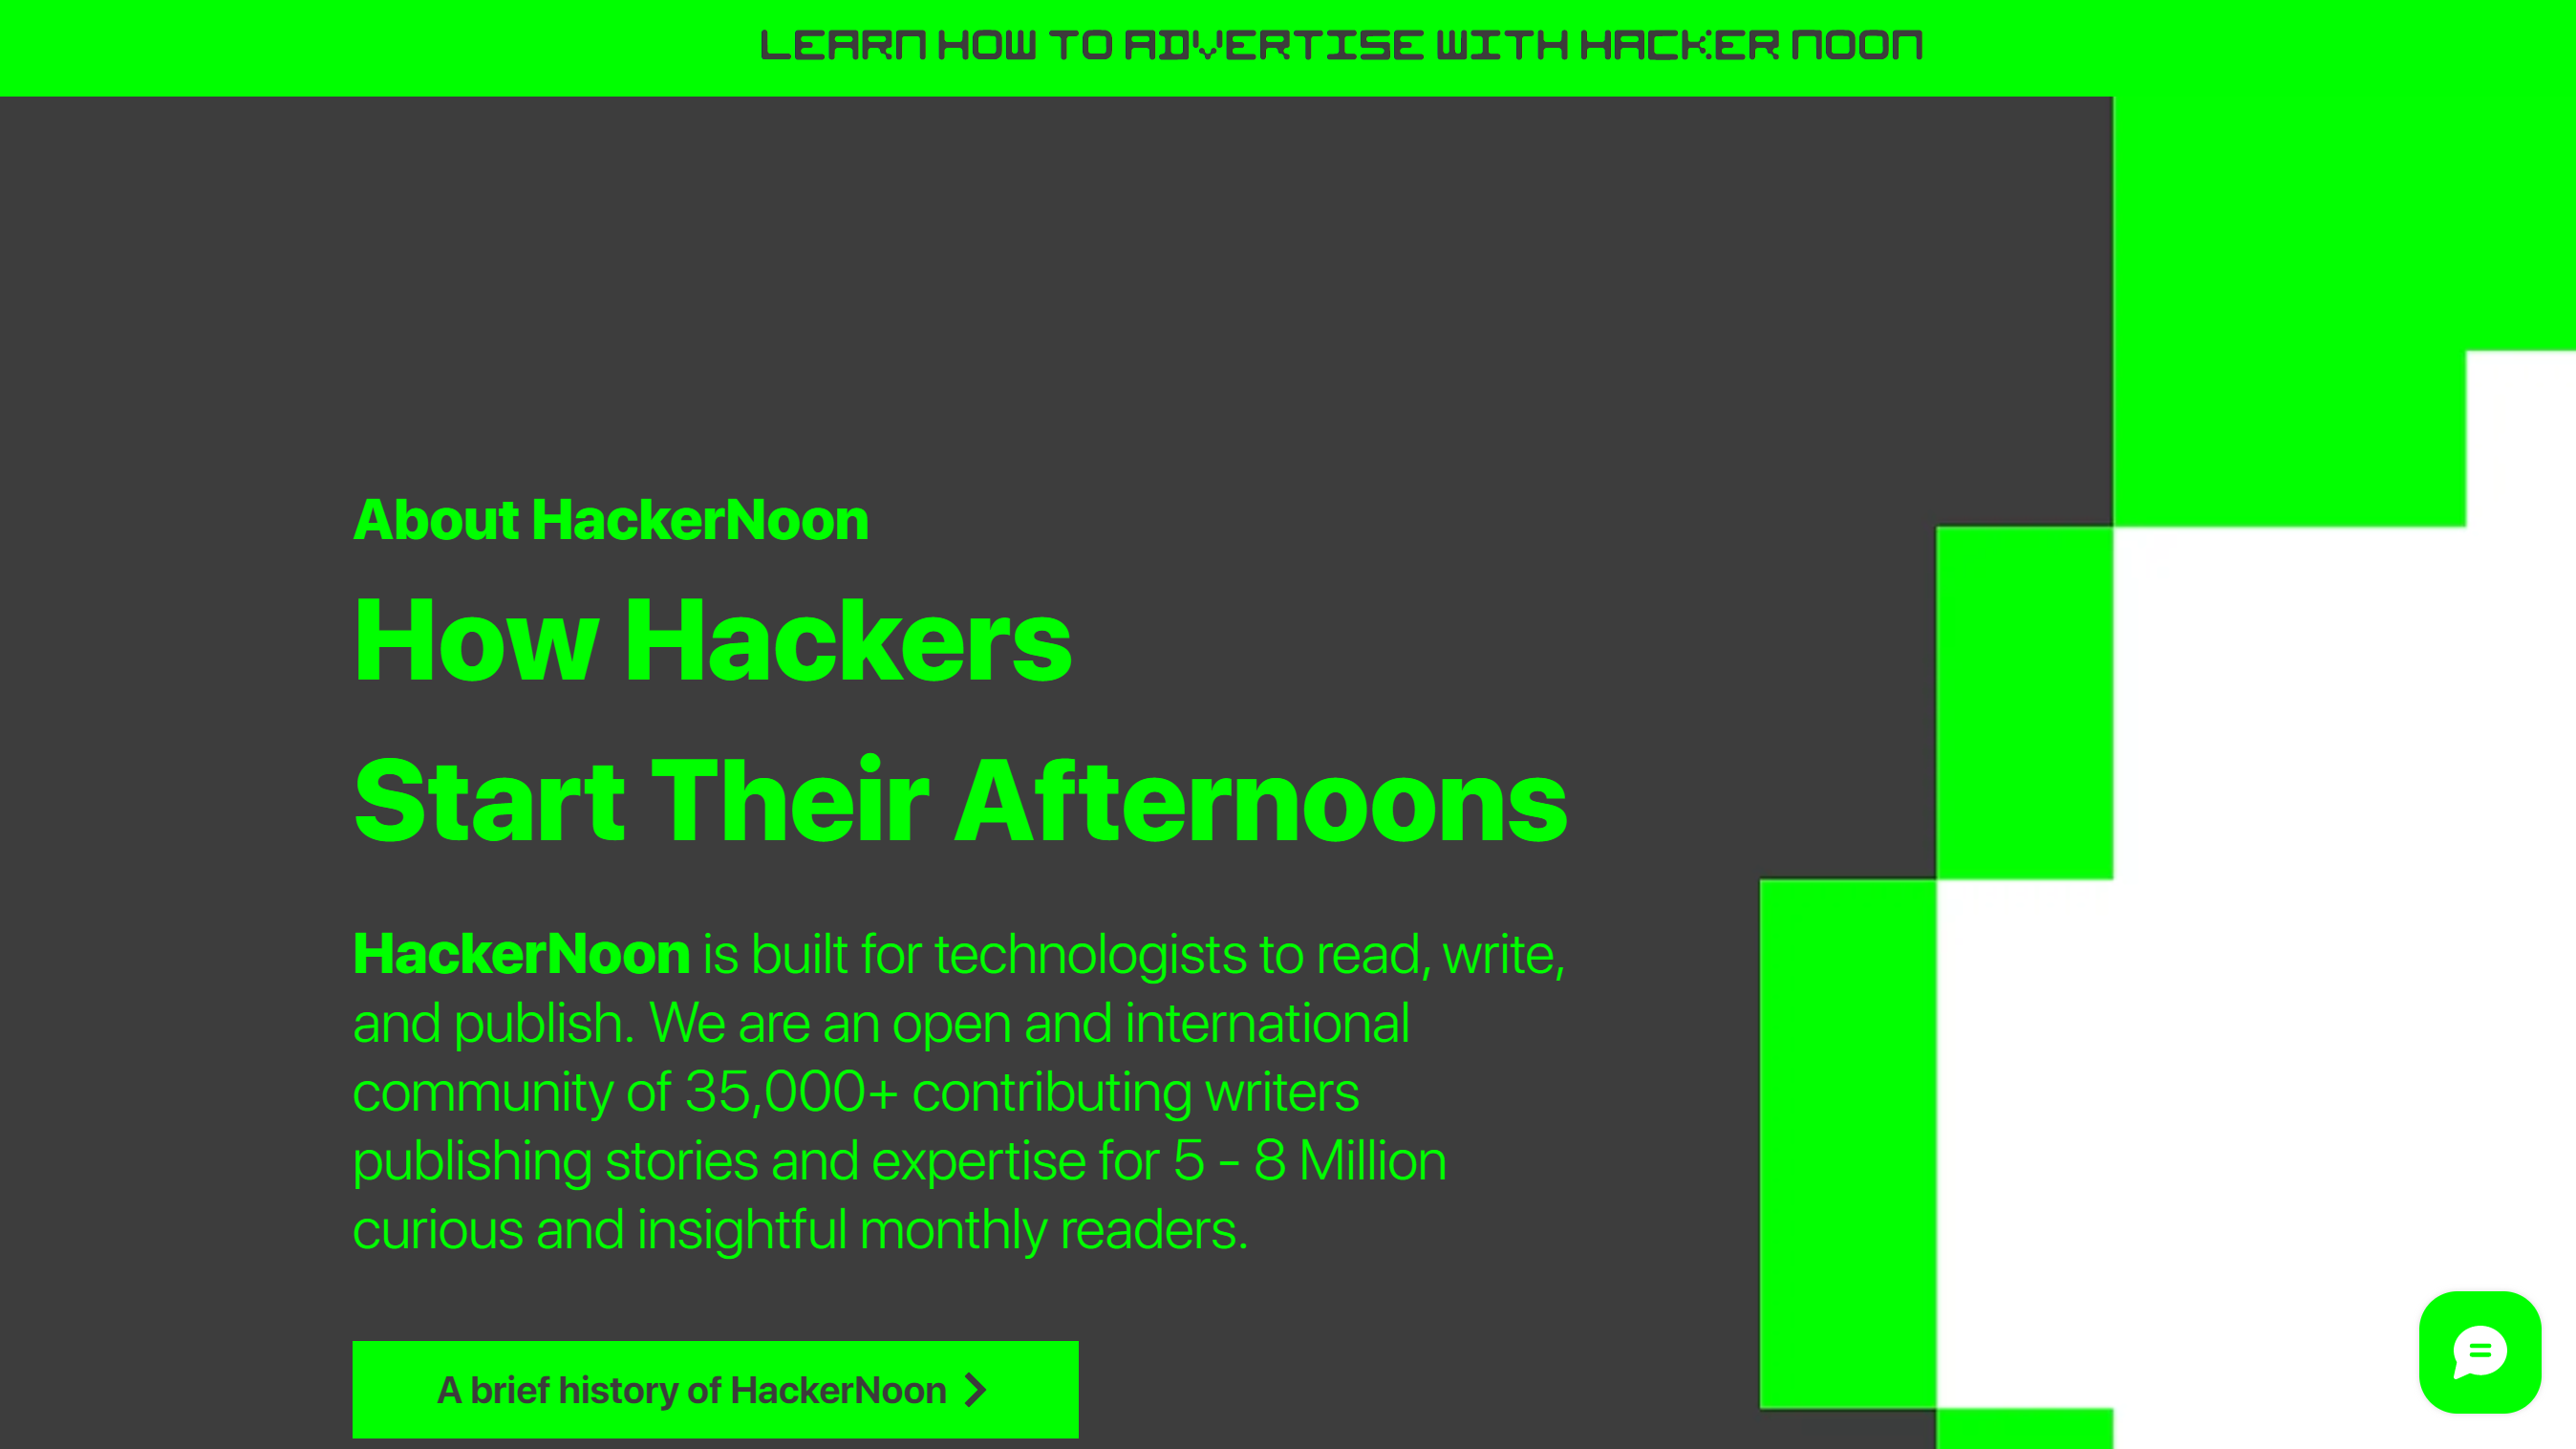 LEARN HOW TO ADVERTISE WITH HACKER NOON
About HackerNoon
How Hackers
Start Their Afternoons
HackerNoon is built for technologists to read, write,
and publish. We are an open and international
community of 35,000+ contributing writers
publishing stories and expertise for 5 - 8 Million
curious and insightful monthly readers.
A brief history of HackerNoon